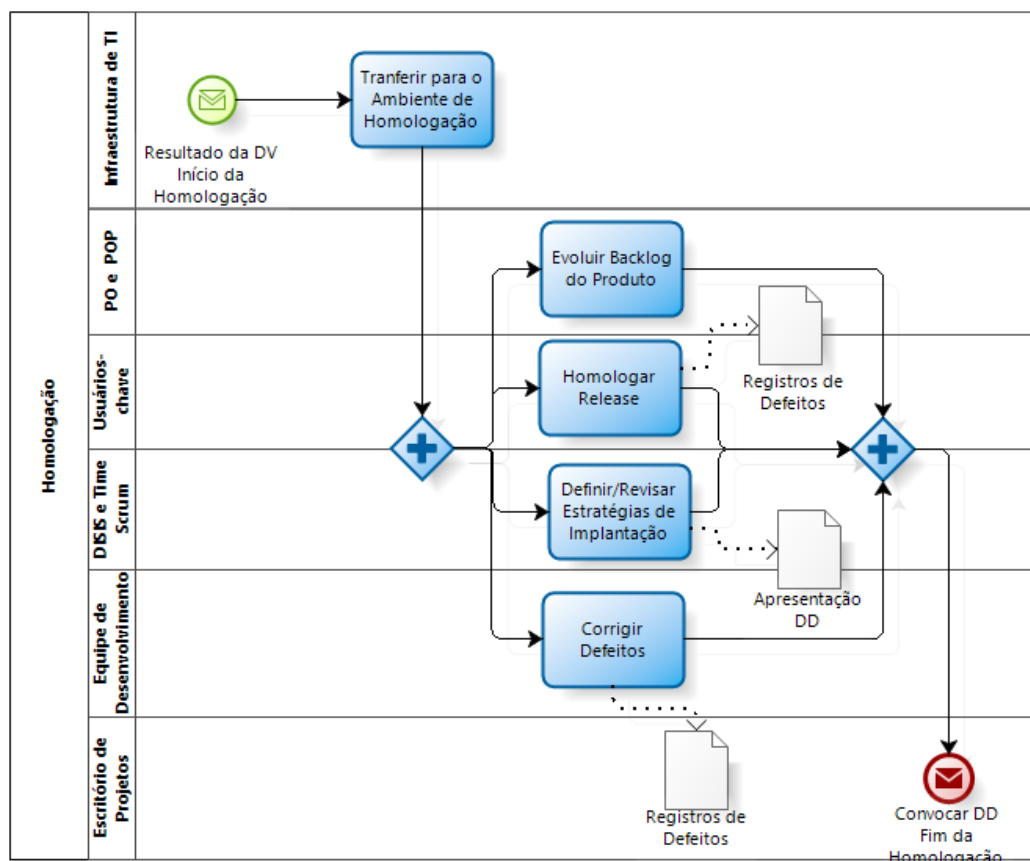 Homologação
Infraestrutura de TI
Resultado da DV
Início da
Homologação
Tranferir para o
Ambiente de
Homologação
PO e POP
Evoluir Backlog
do Produto
Usuários-
chave
Homologar
Release
Registros de
Defeitos
DISIS e Time
Scrum
Definir/Revisar
Estratégias de
Implantação
Apresentação
DD
Equipe de
Desenvolvimento
Corrigir
Defeitos
Escritório de
Projetos
Registros de
Defeitos
Convocar DD
Fim da
Homologação